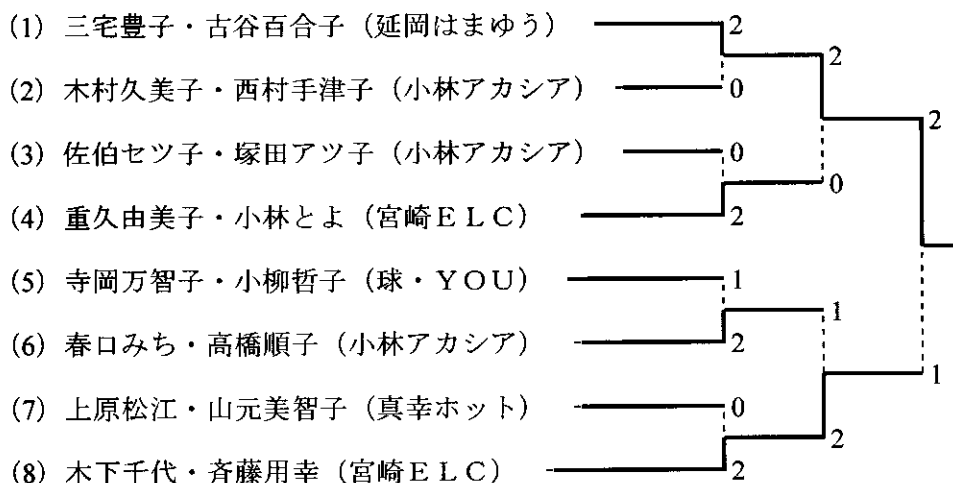 (1) 三宅豊子・古谷百合子（延岡はまゆう） 2
2
(2) 木村久美子・西村手津子（小林アカシア） 0
2
(3) 佐伯セツ子・塚田アツ子（小林アカシア） 0
0
(4) 重久由美子・小林とよ（宮崎ＥＬＣ） 2
(5) 寺岡万智子・小柳哲子（球・ＹＯＵ） 1
1
(6) 春口みち・高橋順子（小林アカシア） 2
1
(7) 上原松江・山元美智子（真幸ホット） 0
2
(8) 木下千代・斉藤用幸（宮崎ＥＬＣ） 2